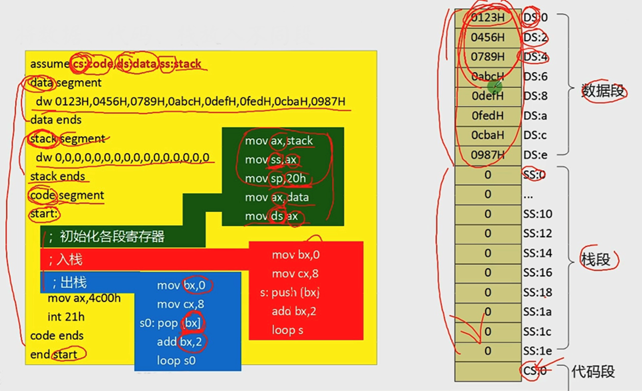 assume cs:code,ds:data,ss:stack
data segment
dw 0123H,0456H,0789H,0abcH,0defH,0fedH,0cbaH,0987H
data ends
stack segment
dw 0,0,0,0,0,0,0,0,0,0,0,0,0,0,0,0
stack ends
code segment
start:
mov ax,stack
mov ss,ax
mov sp,20h
mov ax,data
mov ds,ax
; 初始化各段寄存器
; 入栈
mov bx,0
mov cx,8
s: push [bx]
add bx,2
loop s
; 出栈
mov bx,0
mov cx,8
s0: pop [bx]
add bx,2
loop s0
mov ax,4c00h
int 21h
code ends
end start
0123H DS:0
0456H DS:2
0789H DS:4
0abcH DS:6
0defH DS:8
0fedH DS:a
0cbaH DS:c
0987H DS:e
数据段
0 SS:0
0 ...
0 SS:10
0 SS:12
0 SS:14
0 SS:16
0 SS:18
0 SS:1a
0 SS:1c
0 SS:1e
栈段
CS:0 代码段